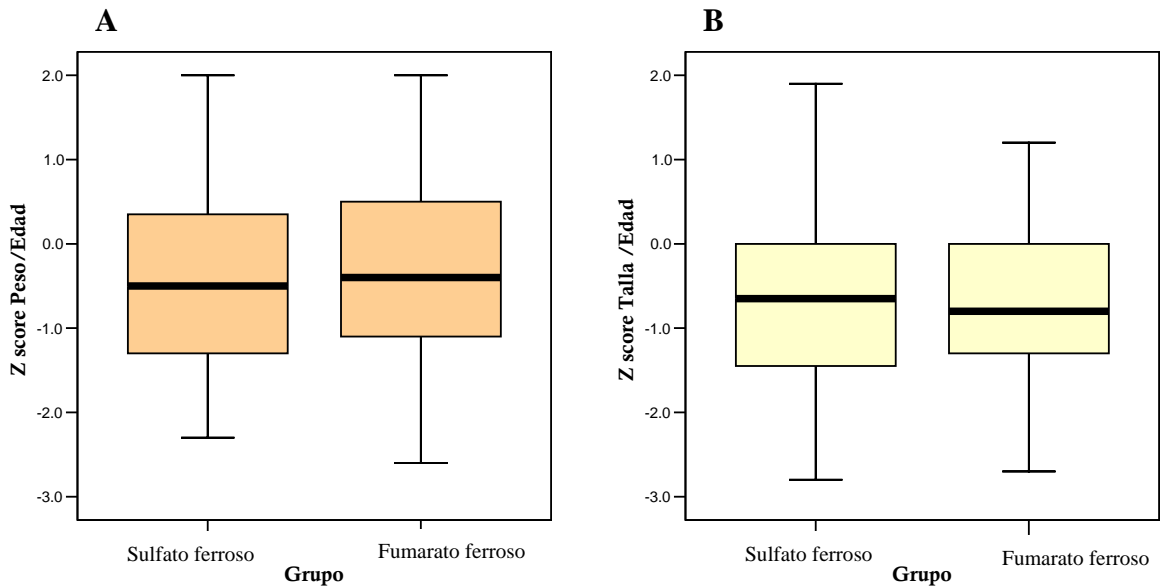 A
Z score Peso/Edad
2.0
1.0
0.0
-1.0
-2.0
-3.0
Sulfato ferroso
Fumarato ferroso
Grupo
B
Z score Talla /Edad
2.0
1.0
0.0
-1.0
-2.0
-3.0
Sulfato ferroso
Fumarato ferroso
Grupo